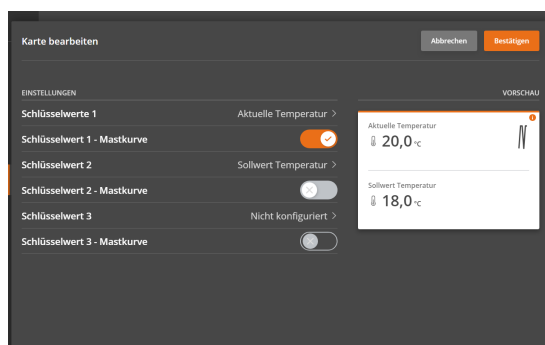 Karte bearbeiten
Abbrechen
Bestätigen
EINSTELLUNGEN
Schlüsselwerte 1
Aktuelle Temperatur >
Schlüsselwert 1 - Mastkurve
Schlüsselwert 2
Sollwert Temperatur >
Schlüsselwert 2 - Mastkurve
Schlüsselwert 3
Nicht konfiguriert >
Schlüsselwert 3 - Mastkurve
VORSCHAU
Aktuelle Temperatur
20,0 °C
Sollwert Temperatur
18,0 °C